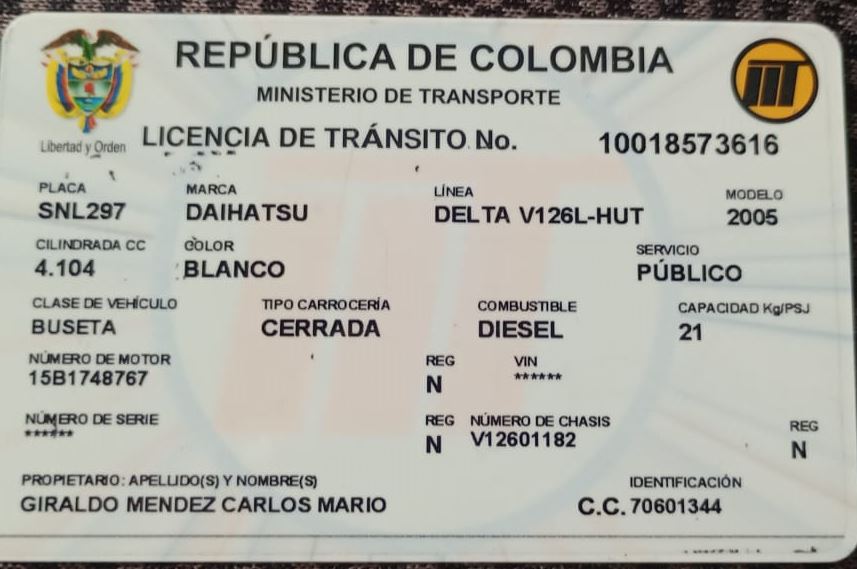 REPÚBLICA DE COLOMBIA
MINISTERIO DE TRANSPORTE
Libertad y Orden
LICENCIA DE TRÁNSITO No. 10018573616
PLACA MARCA LÍNEA MODELO
SNL297 DAIHATSU DELTA V126L-HUT 2005
CILINDRADA CC COLOR SERVICIO
4.104 BLANCO PÚBLICO
CLASE DE VEHÍCULO TIPO CARROCERÍA COMBUSTIBLE CAPACIDAD Kg/PSJ
BUSETA CERRADA DIESEL 21
NÚMERO DE MOTOR REG VIN
15B1748767 N ******
NÚMERO DE SERIE REG NÚMERO DE CHASIS REG
****** N V12601182 N
PROPIETARIO: APELLIDO(S) Y NOMBRE(S) IDENTIFICACIÓN
GIRALDO MENDEZ CARLOS MARIO C.C. 70601344